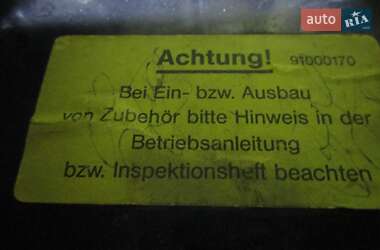 auto RIA
Achtung! 91000170
Bei Ein- bzw. Ausbau
von Zubehör bitte Hinweis in der
Betriebsanleitung
bzw. Inspektionsheft beachten